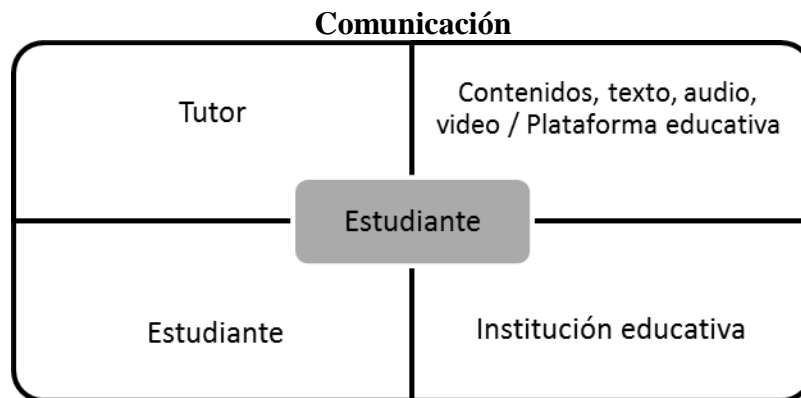 Comunicación
Tutor
Contenidos, texto, audio,
video / Plataforma educativa
Estudiante
Estudiante
Institución educativa